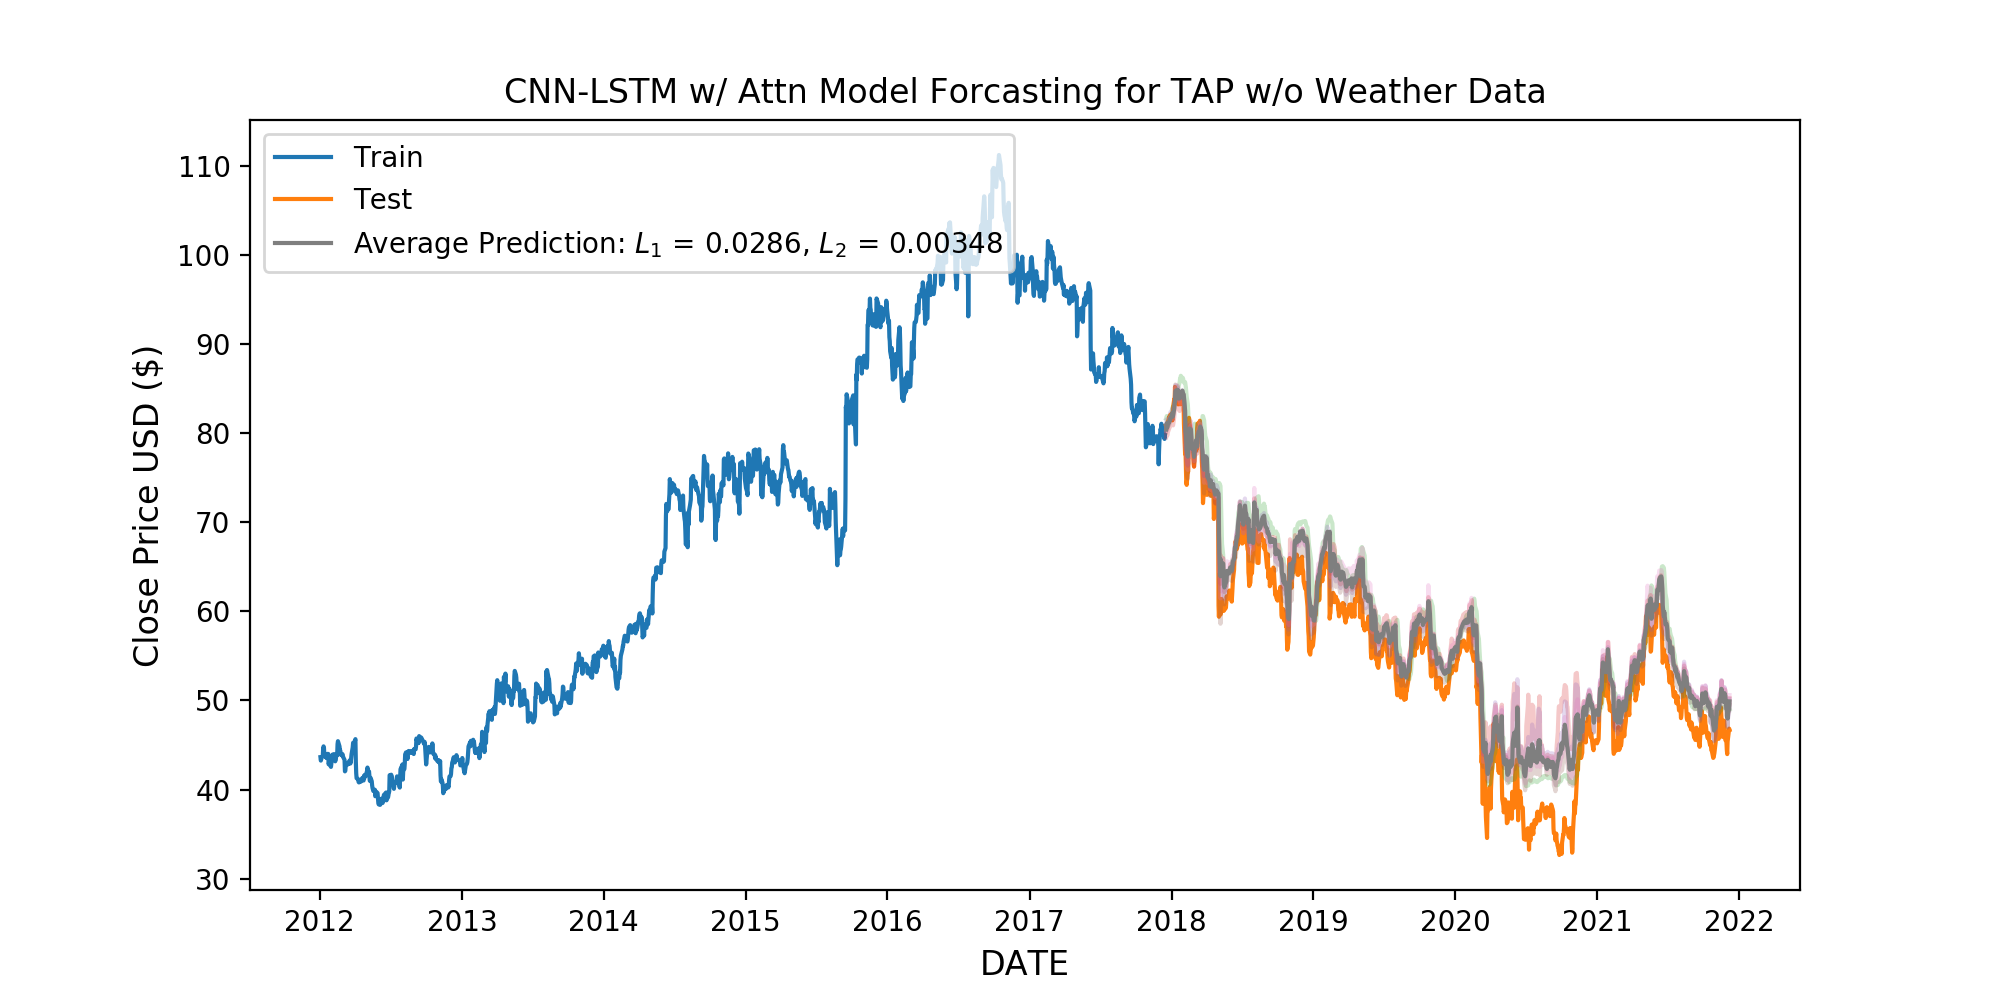 CNN-LSTM w/ Attn Model Forcasting for TAP w/o Weather Data
Train
Test
Average Prediction: L₁ = 0.0286, L₂ = 0.00348
Close Price USD ($)
110
100
90
80
70
60
50
40
30
2012 2013 2014 2015 2016 2017 2018 2019 2020 2021 2022
DATE